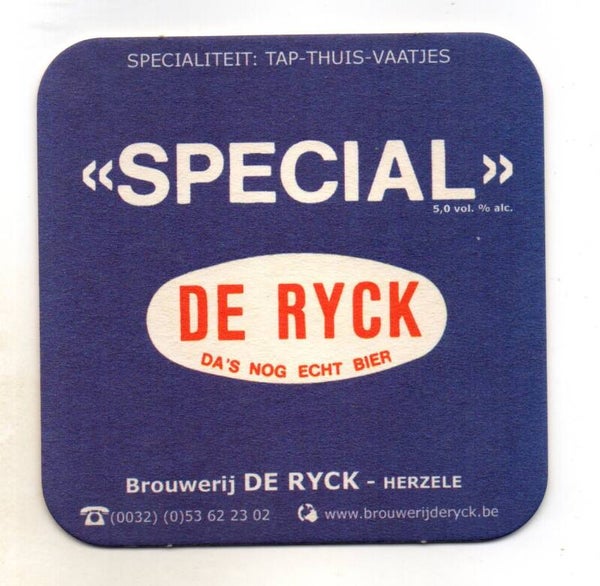 SPECIALITEIT: TAP-THUIS-VAATJES
«SPECIAL»
5,0 vol. % alc.
DE RYCK
DA'S NOG ECHT BIER
Brouwerij DE RYCK - HERZELE
(0032) (0)53 62 23 02 www.brouwerijderyck.be